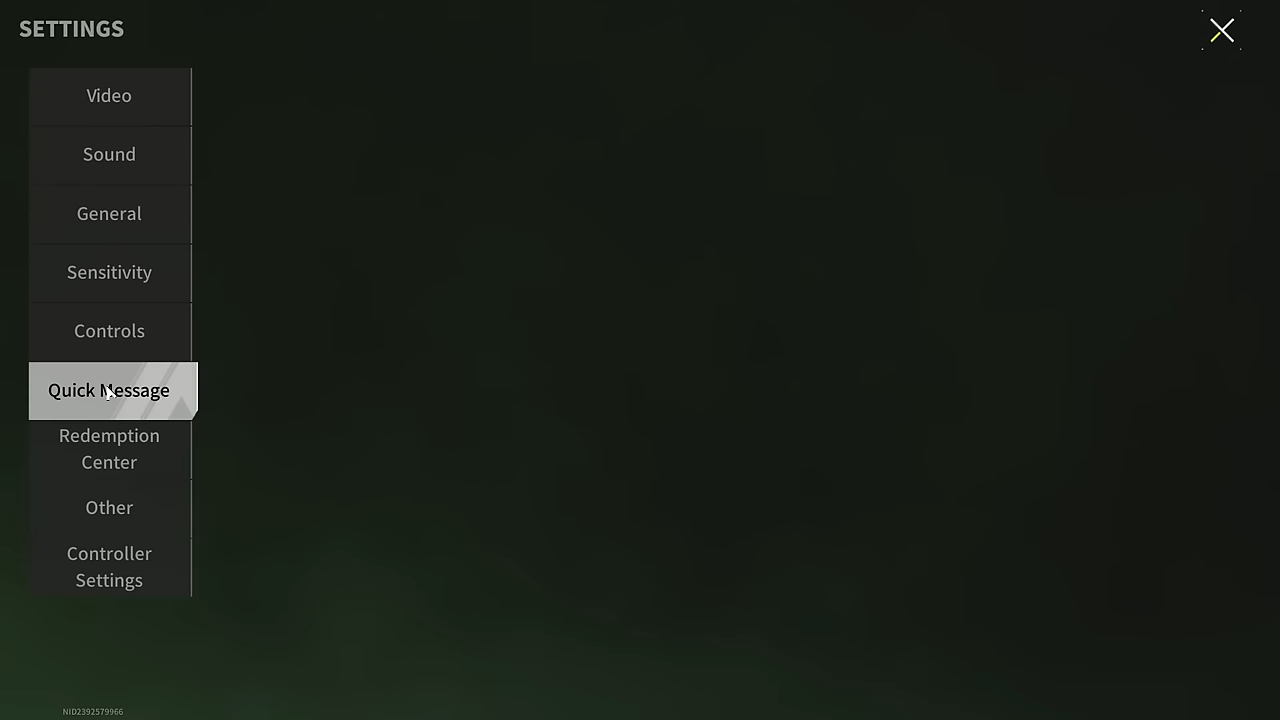 SETTINGS
Video
Sound
General
Sensitivity
Controls
Quick Message
Redemption
Center
Other
Controller
Settings
NID2392579966